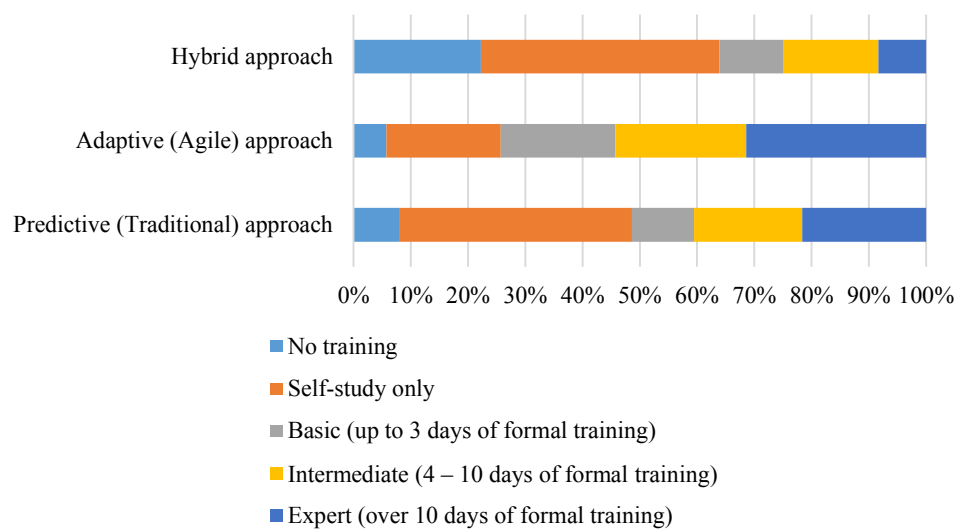 Hybrid approach
Adaptive (Agile) approach
Predictive (Traditional) approach
0% 10% 20% 30% 40% 50% 60% 70% 80% 90% 100%
No training
Self-study only
Basic (up to 3 days of formal training)
Intermediate (4 – 10 days of formal training)
Expert (over 10 days of formal training)